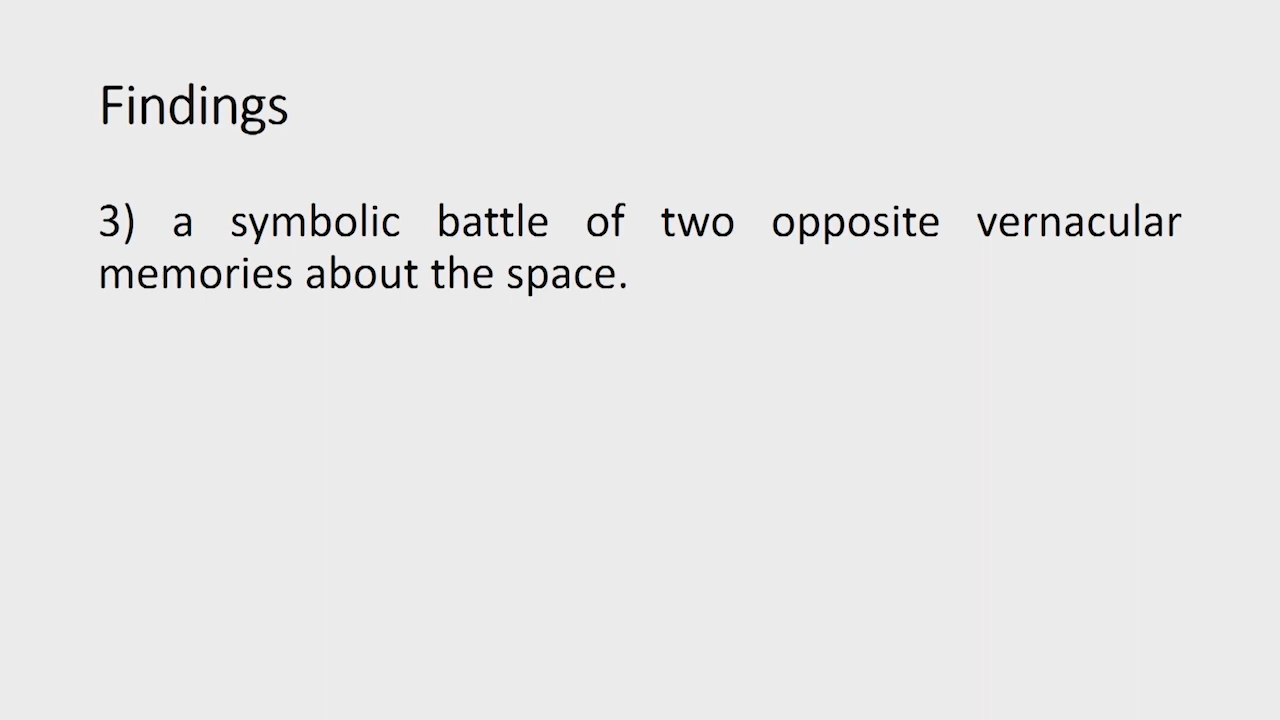 Findings
3) a symbolic battle of two opposite vernacular
memories about the space.